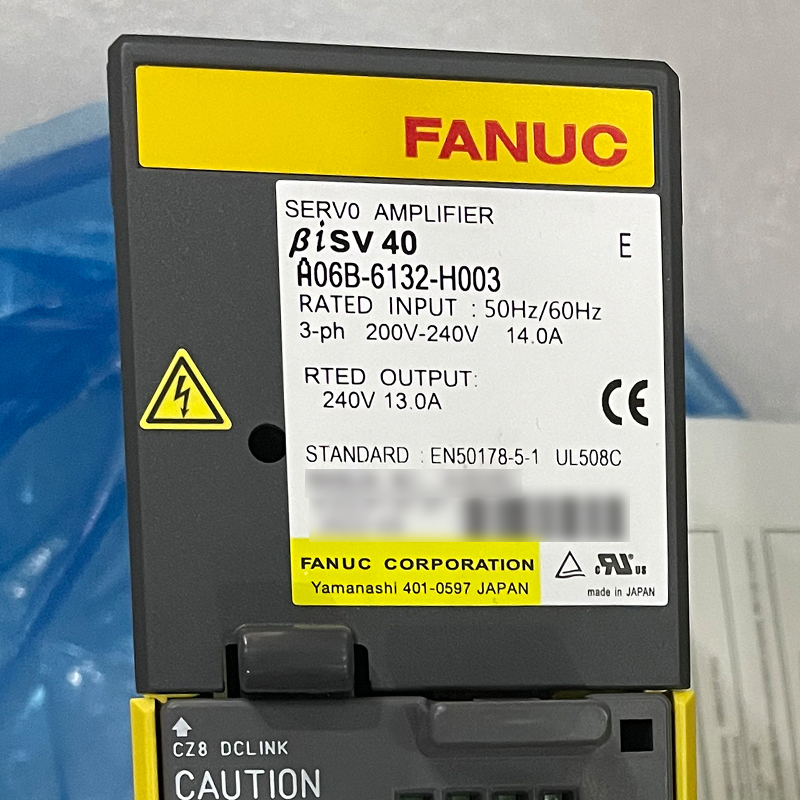 FANUC
SERVO AMPLIFIER
βiSV 40 E
A06B-6132-H003
RATED INPUT : 50Hz/60Hz
3-ph 200V-240V 14.0A
RTED OUTPUT:
240V 13.0A
CE
STANDARD : EN50178-5-1 UL508C
FANUC CORPORATION
Yamanashi 401-0597 JAPAN
c RU us
made in JAPAN
CZ8 DCLINK
CAUTION